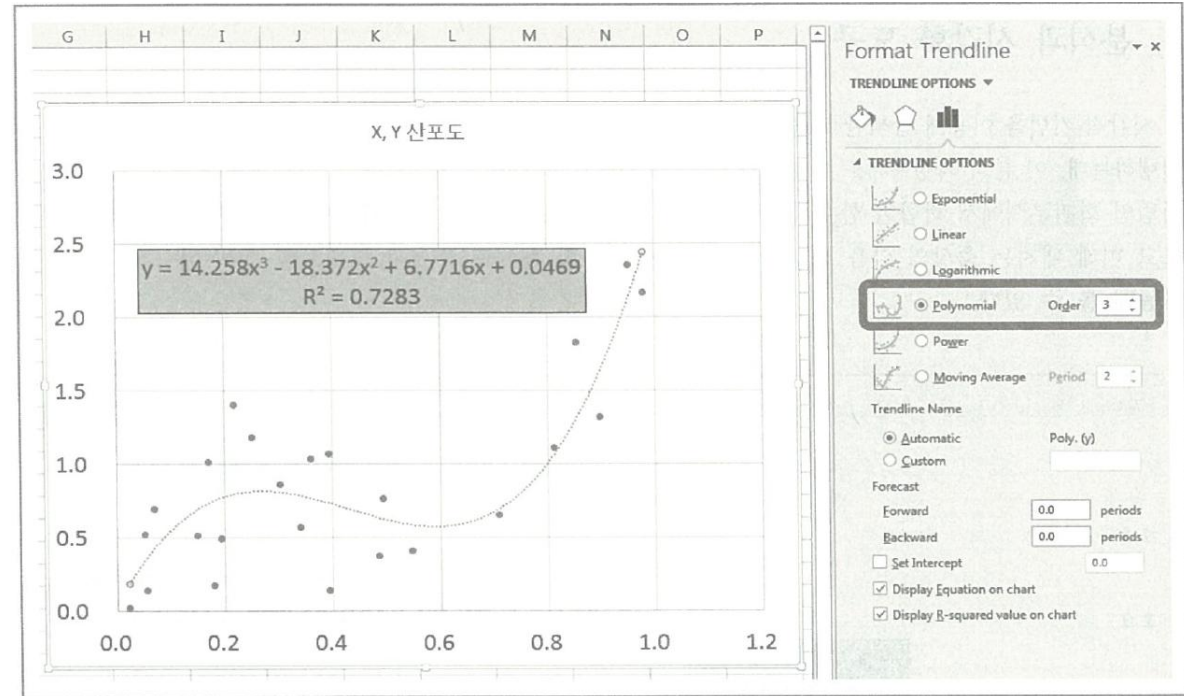 G H I J K L M N O P
X, Y 산포도
3.0
2.5
y = 14.258x³ - 18.372x² + 6.7716x + 0.0469
R² = 0.7283
2.0
1.5
1.0
0.5
0.0
0.0 0.2 0.4 0.6 0.8 1.0 1.2
Format Trendline
TRENDLINE OPTIONS
TRENDLINE OPTIONS
Exponential
Linear
Logarithmic
Polynomial Order 3
Power
Moving Average Period 2
Trendline Name
Automatic Poly. (y)
Custom
Forecast
Forward 0.0 periods
Backward 0.0 periods
Set Intercept 0.0
Display Equation on chart
Display R-squared value on chart